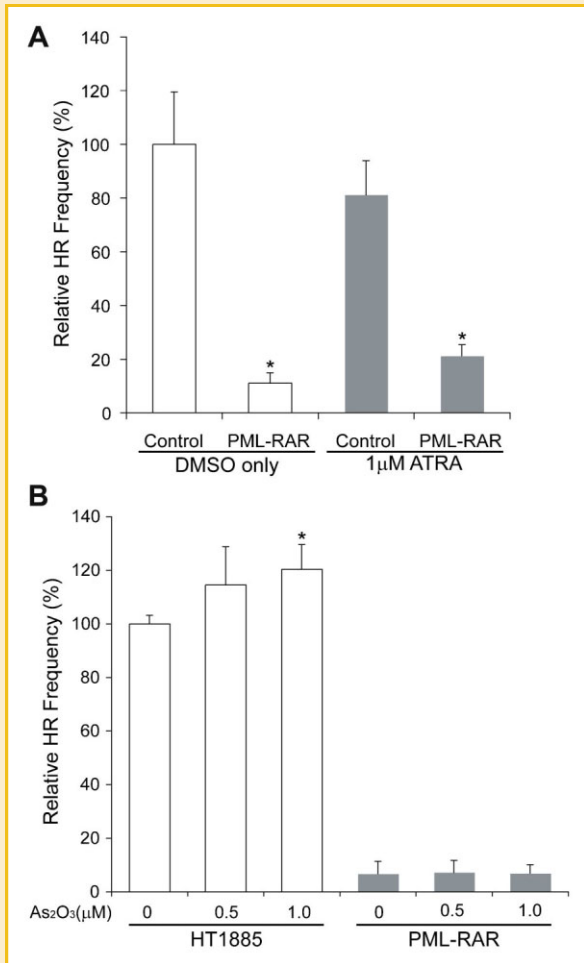 A
Relative HR Frequency (%)
140
120
100
80
60
40
20
0
*
*
Control PML-RAR Control PML-RAR
DMSO only 1μM ATRA
B
Relative HR Frequency (%)
140
120
100
80
60
40
20
0
*
As₂O₃(μM) 0 0.5 1.0 0 0.5 1.0
HT1885 PML-RAR